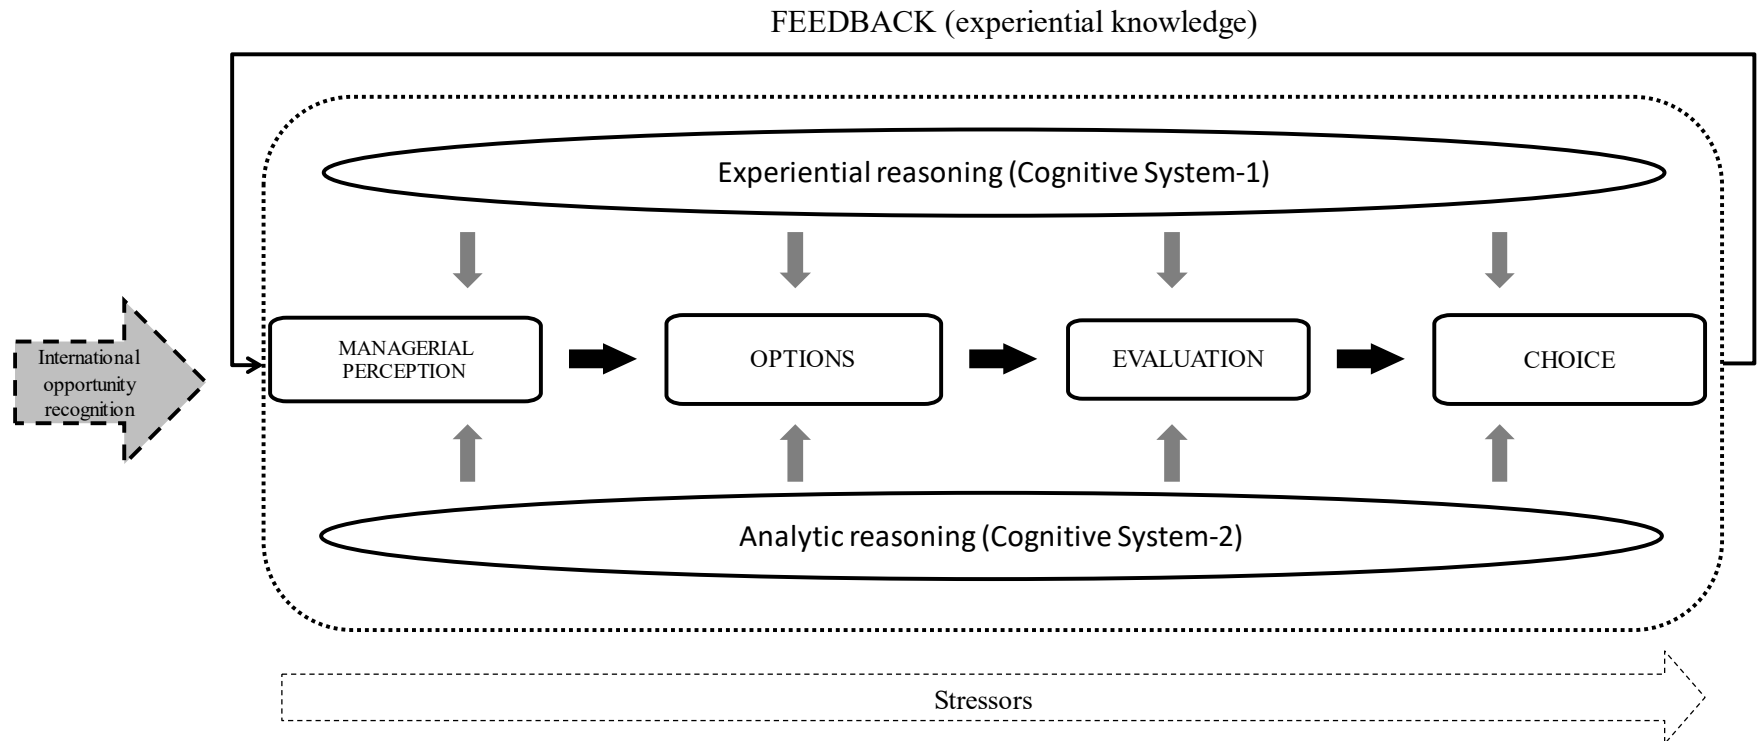 FEEDBACK (experiential knowledge)
Experiential reasoning (Cognitive System-1)
International
opportunity
recognition
MANAGERIAL
PERCEPTION
OPTIONS
EVALUATION
CHOICE
Analytic reasoning (Cognitive System-2)
Stressors